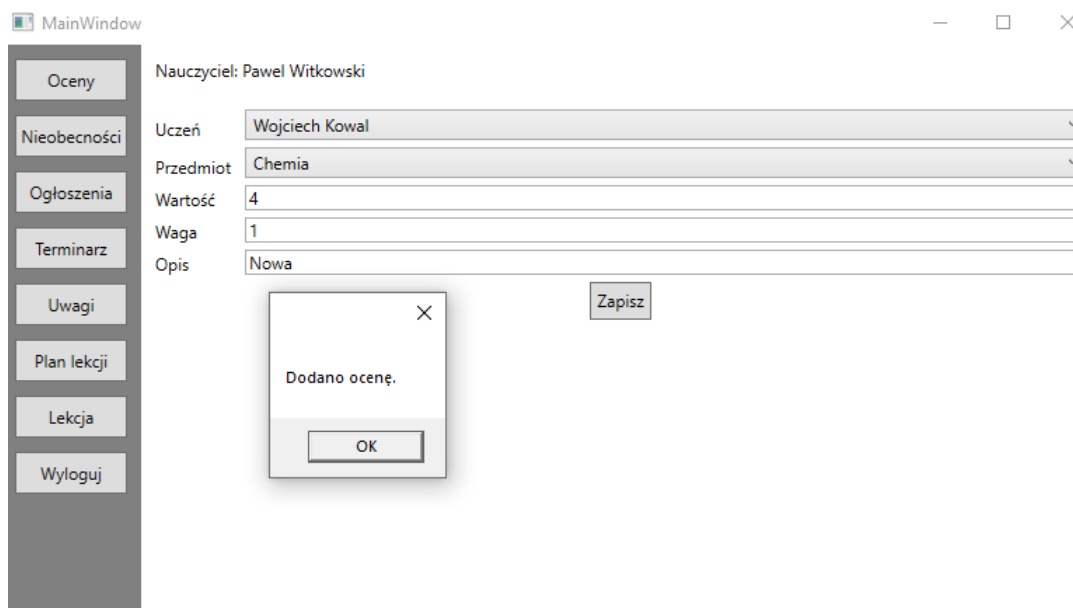 MainWindow
Oceny
Nieobecności
Ogłoszenia
Terminarz
Uwagi
Plan lekcji
Lekcja
Wyloguj
Nauczyciel: Pawel Witkowski
Uczeń Wojciech Kowal
Przedmiot Chemia
Wartość 4
Waga 1
Opis Nowa
Zapisz
Dodano ocenę.
OK